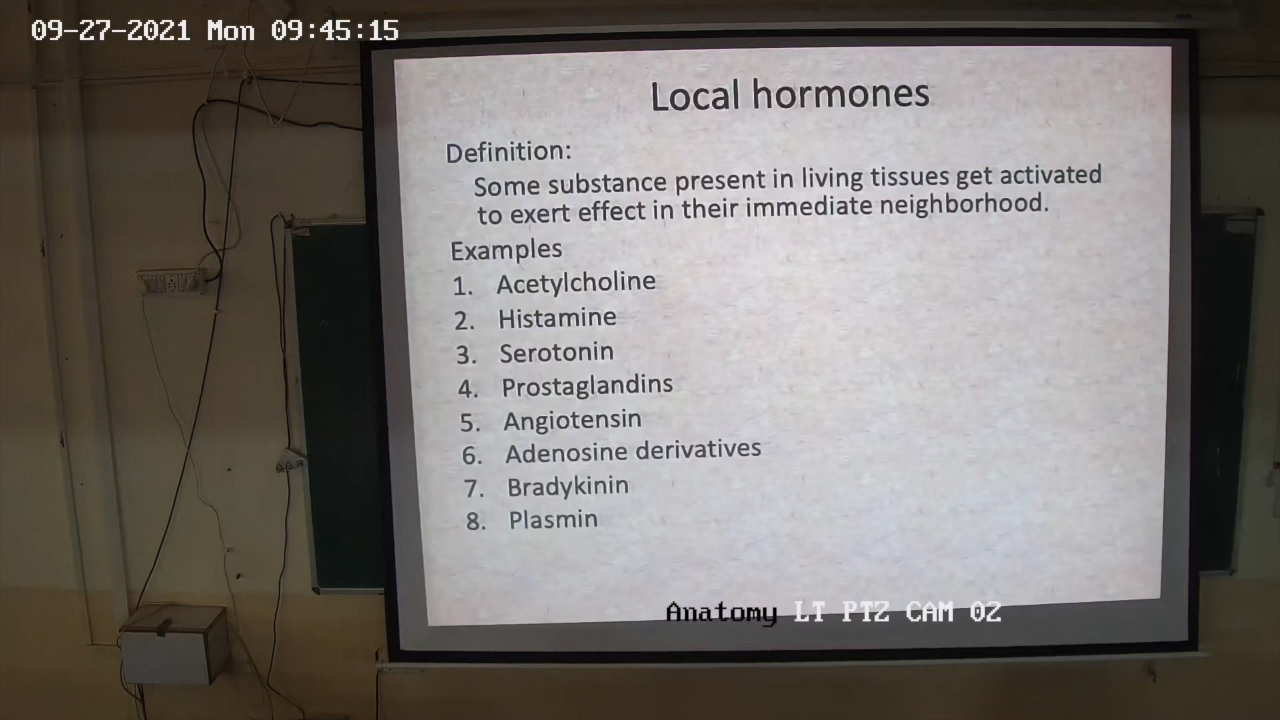 09-27-2021 Mon 09:45:15
Local hormones
Definition:
Some substance present in living tissues get activated
to exert effect in their immediate neighborhood.
Examples
1. Acetylcholine
2. Histamine
3. Serotonin
4. Prostaglandins
5. Angiotensin
6. Adenosine derivatives
7. Bradykinin
8. Plasmin
Anatomy LT PTZ CAM 02